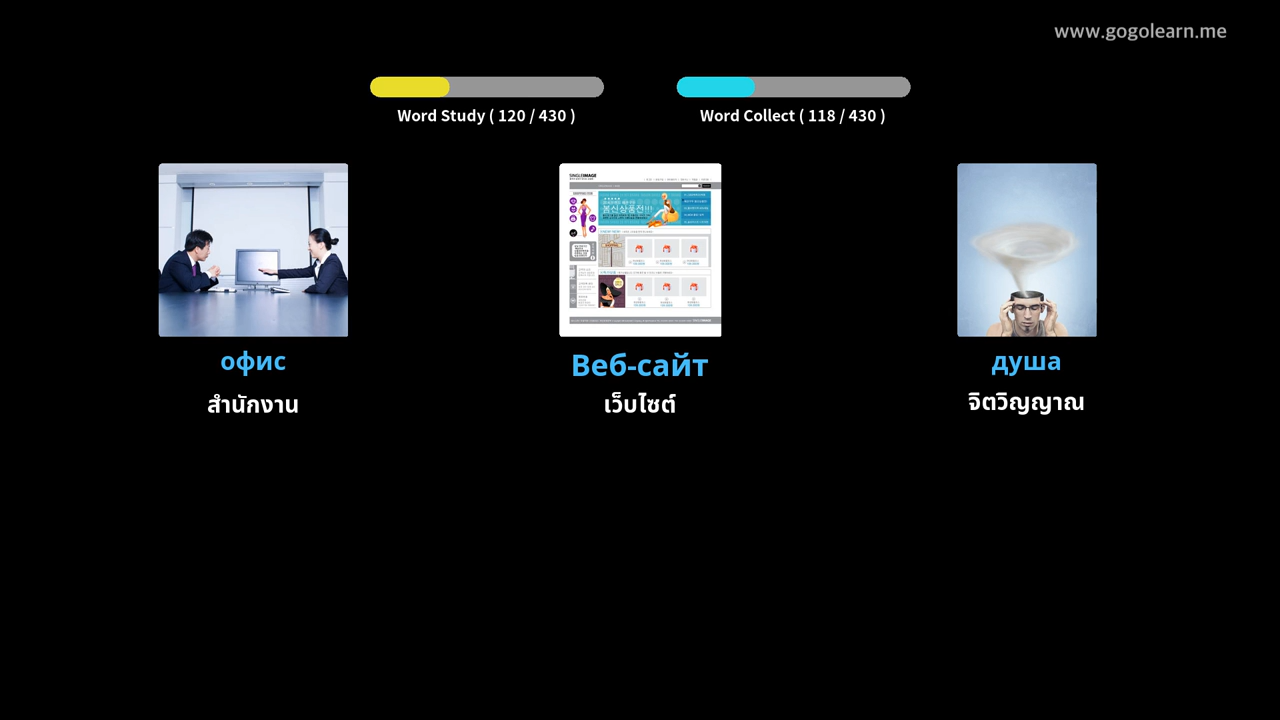 www.gogolearn.me
Word Study ( 120 / 430 )
Word Collect ( 118 / 430 )
SINGLEIMAGE
офис
Веб-сайт
душа
สำนักงาน
เว็บไซต์
จิตวิญญาณ